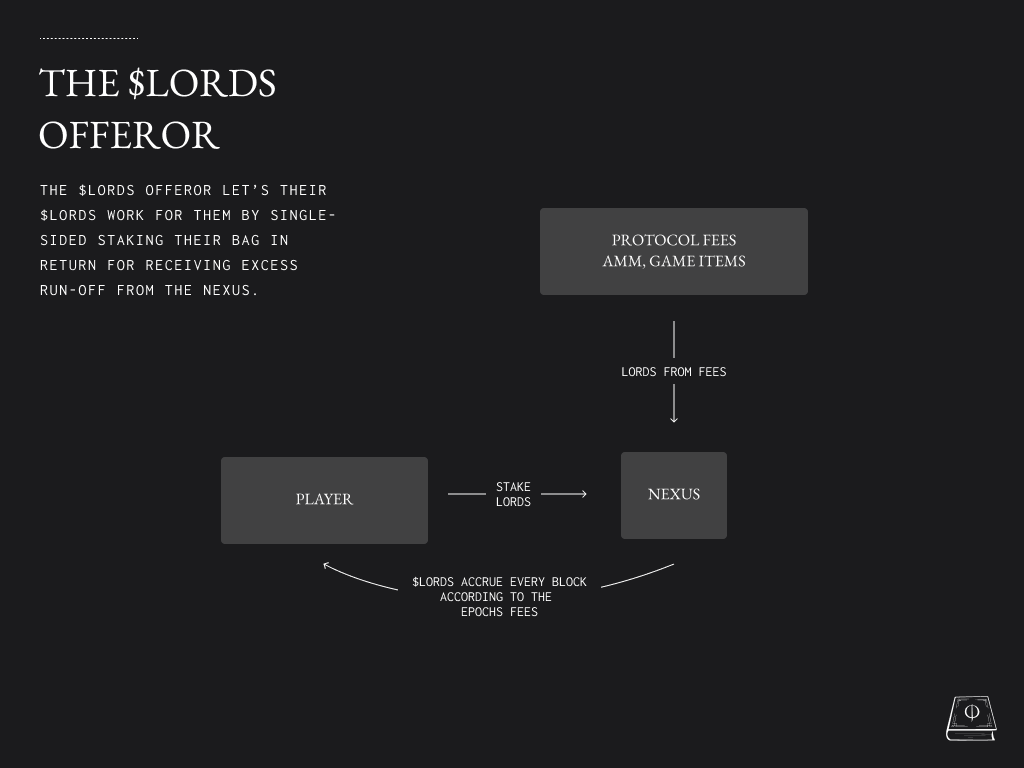 THE $LORDS
OFFEROR
THE $LORDS OFFEROR LET'S THEIR
$LORDS WORK FOR THEM BY SINGLE-
SIDED STAKING THEIR BAG IN
RETURN FOR RECEIVING EXCESS
RUN-OFF FROM THE NEXUS.
PROTOCOL FEES
AMM, GAME ITEMS
LORDS FROM FEES
PLAYER
STAKE
LORDS
NEXUS
$LORDS ACCRUE EVERY BLOCK
ACCORDING TO THE
EPOCHS FEES